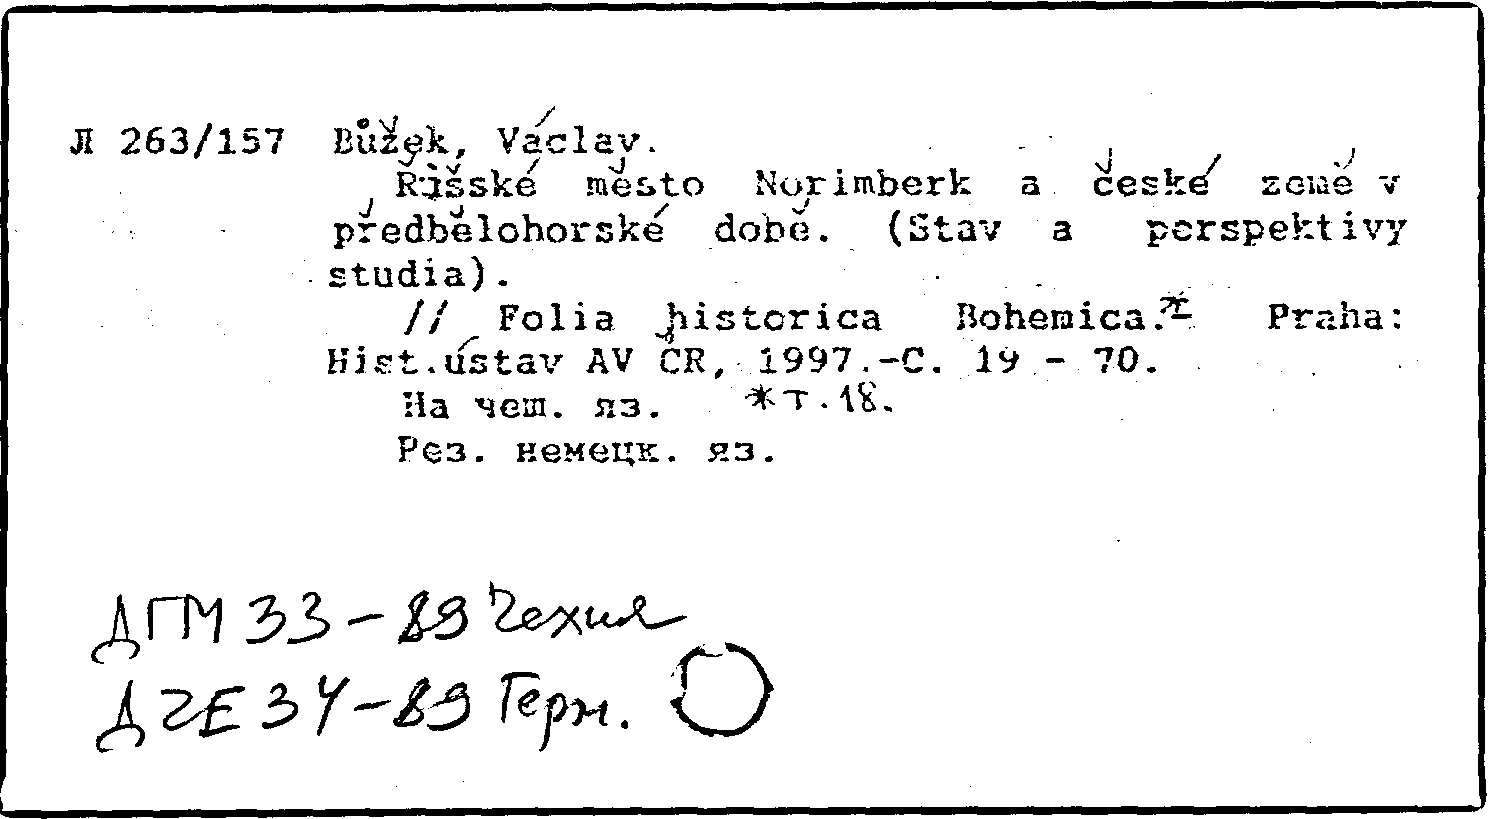 Л 263/157 Bůžek, Václav.
Řišské město Norimberk a české země v
předbělohorské době. (Stav a perspektivy
studia).
// Folia historica Bohemica.* Praha:
Hist.ústav AV ČR, 1997.-С. 19 - 70.
На чеш. яз. *т.18.
Рез. немецк. яз.
ДГМ 33-89 Чехия
ДГЕ 34-89 Герм.